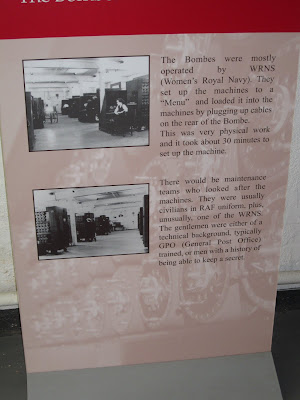 The Bombes were mostly
operated by WRNS
(Women's Royal Navy). They
set up the machines to a
"Menu" and loaded it into the
machines by plugging up cables
on the rear of the Bombe.
This was very physical work
and it took about 30 minutes to
set up the machine.
There would be maintenance
teams who looked after the
machines. They were usually
civilians in RAF uniform, plus,
unusually, one of the WRNS.
The gentlemen were either of a
technical background, typically
GPO (General Post Office)
trained, or men with a history of
being able to keep a secret.